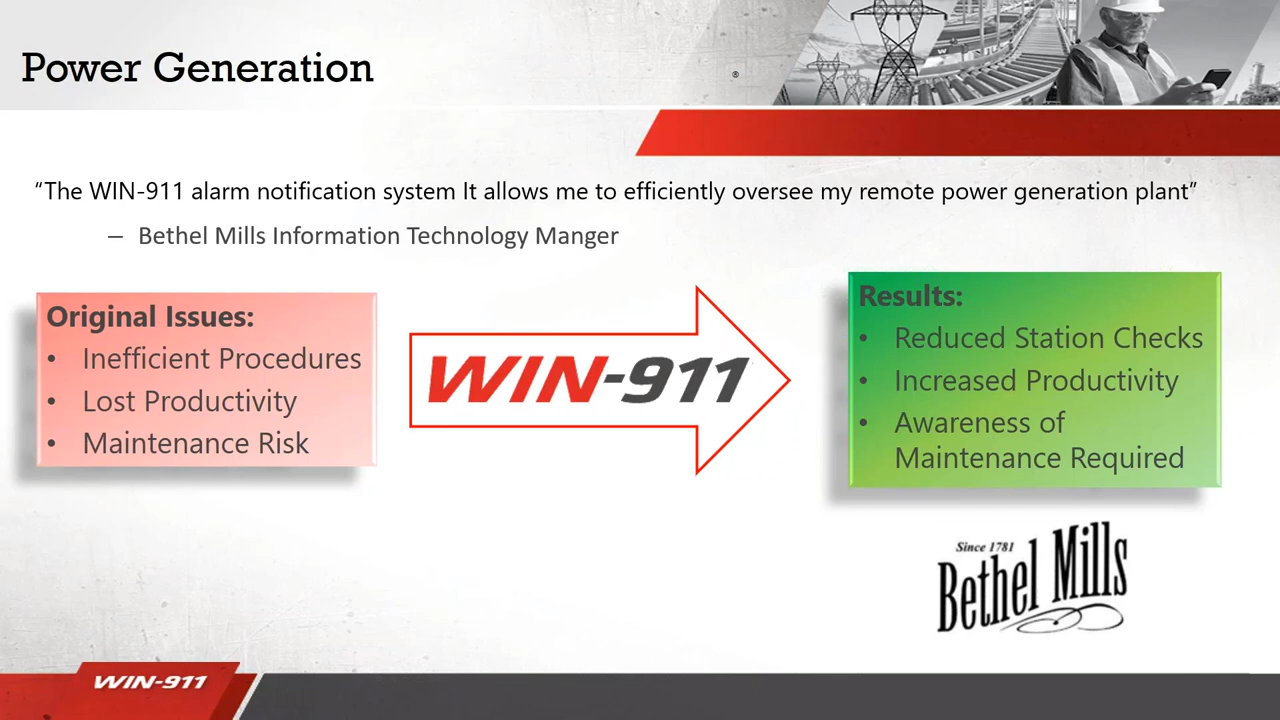 Power Generation
®
“The WIN-911 alarm notification system It allows me to efficiently oversee my remote power generation plant”
– Bethel Mills Information Technology Manger
Original Issues:
• Inefficient Procedures
• Lost Productivity
• Maintenance Risk
WIN-911
Results:
• Reduced Station Checks
• Increased Productivity
• Awareness of
Maintenance Required
Since 1781
Bethel Mills
WIN-911